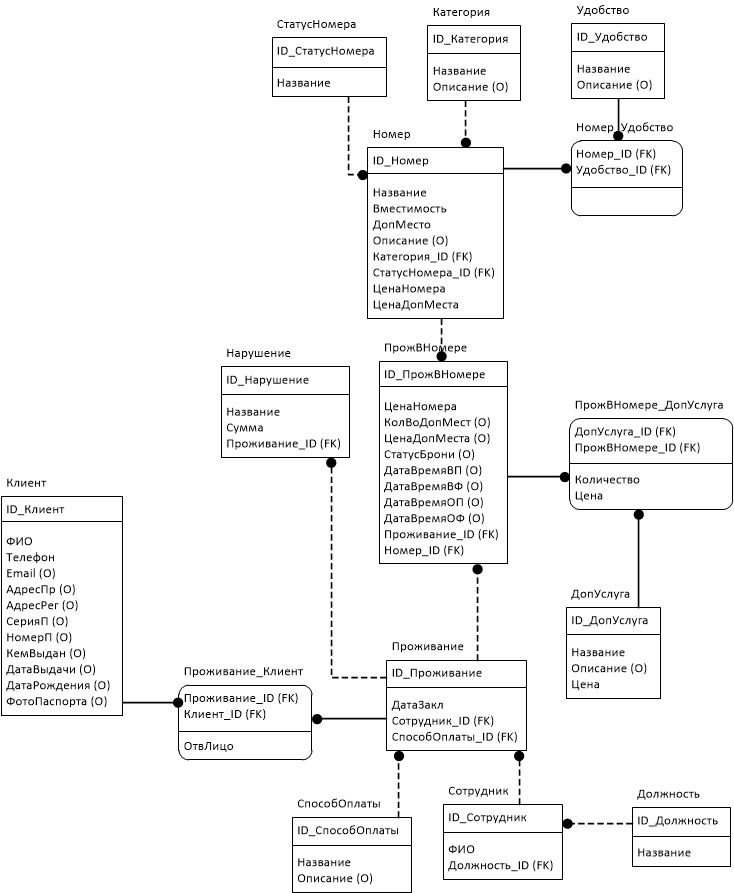 СтатусНомера
ID_СтатусНомера
Название
Категория
ID_Категория
Название
Описание (О)
Удобство
ID_Удобство
Название
Описание (О)
Номер
ID_Номер
Название
Вместимость
ДопМесто
Описание (О)
Категория_ID (FK)
СтатусНомера_ID (FK)
ЦенаНомера
ЦенаДопМеста
Номер_Удобство
Номер_ID (FK)
Удобство_ID (FK)
Нарушение
ID_Нарушение
Название
Сумма
Проживание_ID (FK)
ПрожВНомере
ID_ПрожВНомере
ЦенаНомера
КолВоДопМест (О)
ЦенаДопМеста (О)
СтатусБрони (О)
ДатаВремяВП (О)
ДатаВремяВФ (О)
ДатаВремяОП (О)
ДатаВремяОФ (О)
Проживание_ID (FK)
Номер_ID (FK)
ПрожВНомере_ДопУслуга
ДопУслуга_ID (FK)
ПрожВНомере_ID (FK)
Количество
Цена
Клиент
ID_Клиент
ФИО
Телефон
Email (О)
АдресПр (О)
АдресРег (О)
СерияП (О)
НомерП (О)
КемВыдан (О)
ДатаВыдачи (О)
ДатаРождения (О)
ФотоПаспорта (О)
ДопУслуга
ID_ДопУслуга
Название
Описание (О)
Цена
Проживание_Клиент
Проживание_ID (FK)
Клиент_ID (FK)
ОтвЛицо
Проживание
ID_Проживание
ДатаЗакл
Сотрудник_ID (FK)
СпособОплаты_ID (FK)
СпособОплаты
ID_СпособОплаты
Название
Описание (О)
Сотрудник
ID_Сотрудник
ФИО
Должность_ID (FK)
Должность
ID_Должность
Название